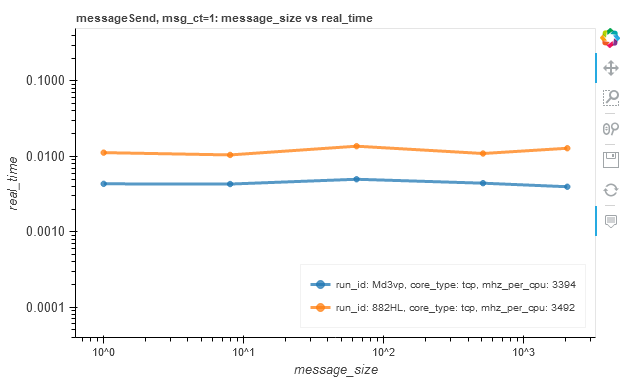 messageSend, msg_ct=1: message_size vs real_time
0.1000
0.0100
0.0010
0.0001
real_time
run_id: Md3vp, core_type: tcp, mhz_per_cpu: 3394
run_id: 882HL, core_type: tcp, mhz_per_cpu: 3492
10^0 10^1 10^2 10^3
message_size